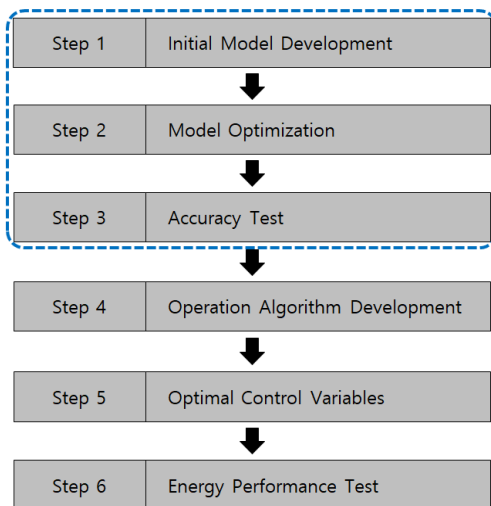 Step 1 Initial Model Development
Step 2 Model Optimization
Step 3 Accuracy Test
Step 4 Operation Algorithm Development
Step 5 Optimal Control Variables
Step 6 Energy Performance Test